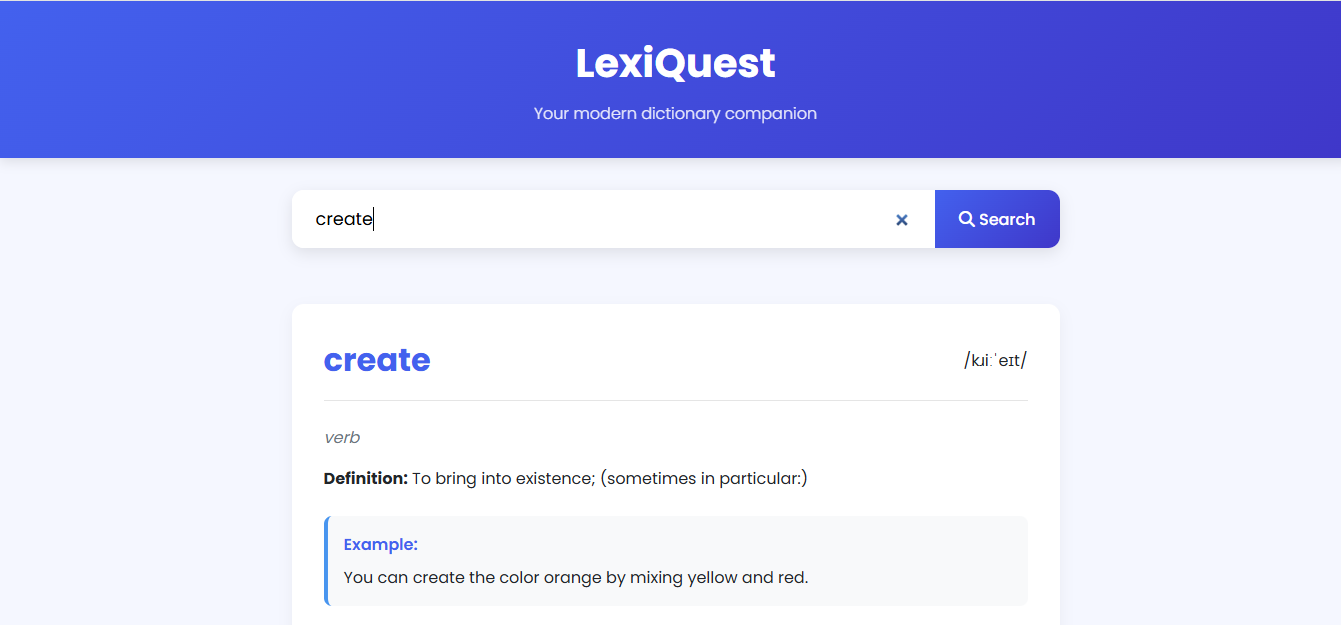 LexiQuest
Your modern dictionary companion
create
Search
create
/kɹiːˈeɪt/
verb
Definition: To bring into existence; (sometimes in particular:)
Example:
You can create the color orange by mixing yellow and red.